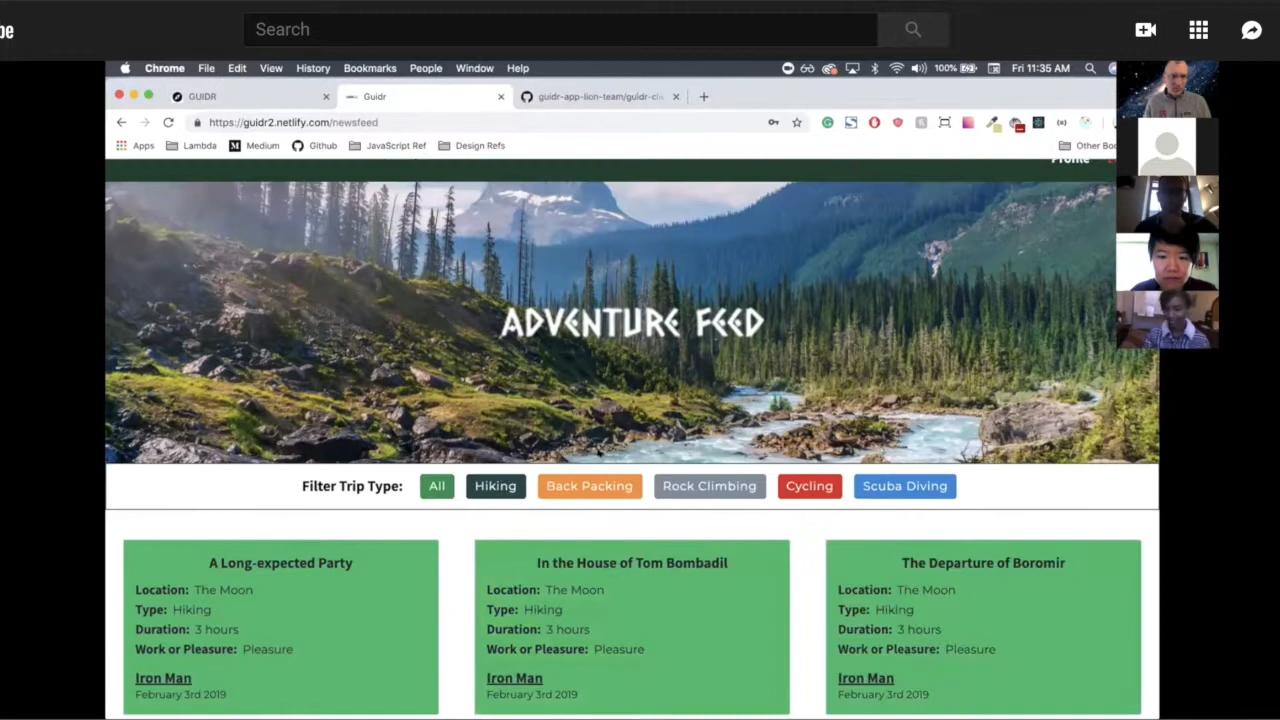 be
Search
Chrome File Edit View History Bookmarks People Window Help
100% Fri 11:35 AM
GUIDR
Guidr
guidr-app-lion-team/guidr-cli
https://guidr2.netlify.com/newsfeed
Apps Lambda Medium Github JavaScript Ref Design Refs
Other Boo
Profile
ADVENTURE FEED
Filter Trip Type: All Hiking Back Packing Rock Climbing Cycling Scuba Diving
A Long-expected Party
Location: The Moon
Type: Hiking
Duration: 3 hours
Work or Pleasure: Pleasure
Iron Man
February 3rd 2019
In the House of Tom Bombadil
Location: The Moon
Type: Hiking
Duration: 3 hours
Work or Pleasure: Pleasure
Iron Man
February 3rd 2019
The Departure of Boromir
Location: The Moon
Type: Hiking
Duration: 3 hours
Work or Pleasure: Pleasure
Iron Man
February 3rd 2019